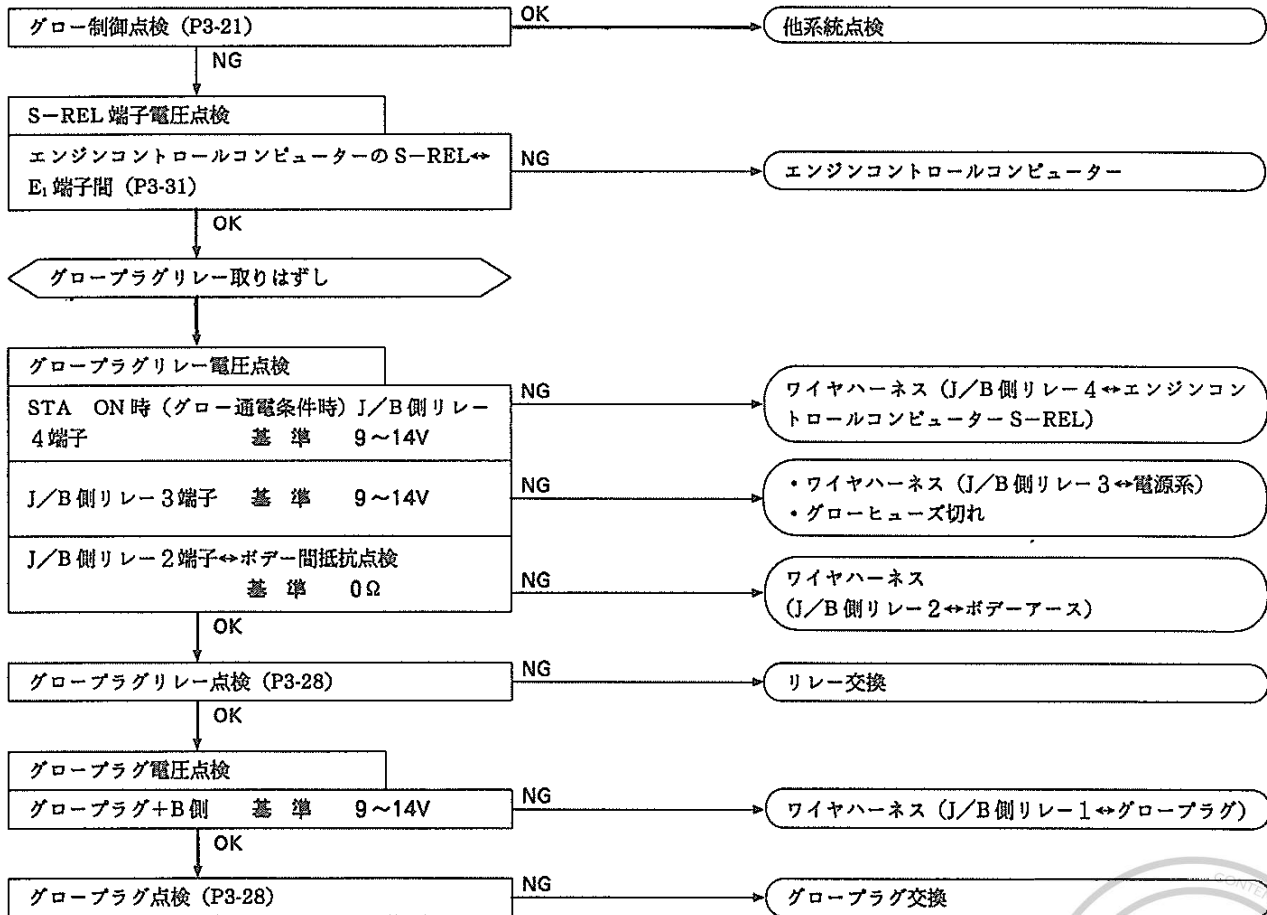 グロー制御点検 (P3-21)
OK
他系統点検
NG
S-REL 端子電圧点検
エンジンコントロールコンピューターの S-REL↔
E₁ 端子間 (P3-31)
NG
エンジンコントロールコンピューター
OK
グロープラグリレー取りはずし
グロープラグリレー電圧点検
STA ON 時 (グロー通電条件時) J/B 側リレー
4 端子 基 準 9~14V
NG
ワイヤハーネス (J/B 側リレー 4↔エンジンコン
トロールコンピューター S-REL)
J/B 側リレー 3 端子 基 準 9~14V
NG
・ワイヤハーネス (J/B 側リレー 3↔電源系)
・グローヒューズ切れ
J/B 側リレー 2 端子↔ボデー間抵抗点検
基 準 0Ω
NG
ワイヤハーネス
(J/B 側リレー 2↔ボデーアース)
OK
グロープラグリレー点検 (P3-28)
NG
リレー交換
OK
グロープラグ電圧点検
グロープラグ+B 側 基 準 9~14V
NG
ワイヤハーネス (J/B 側リレー 1↔グロープラグ)
OK
グロープラグ点検 (P3-28)
NG
グロープラグ交換